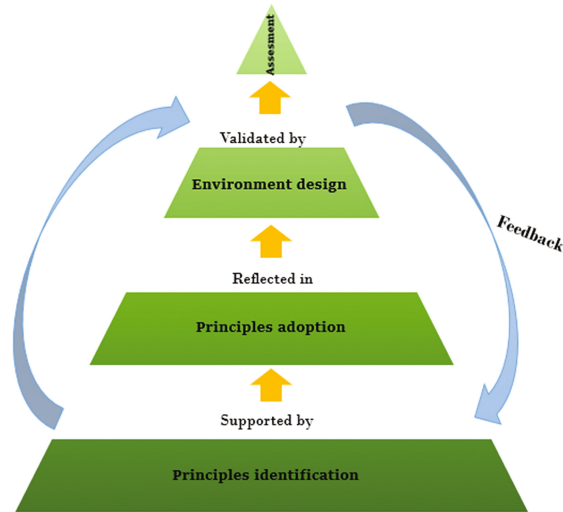 Assesment
Validated by
Environment design
Feedback
Reflected in
Principles adoption
Supported by
Principles identification